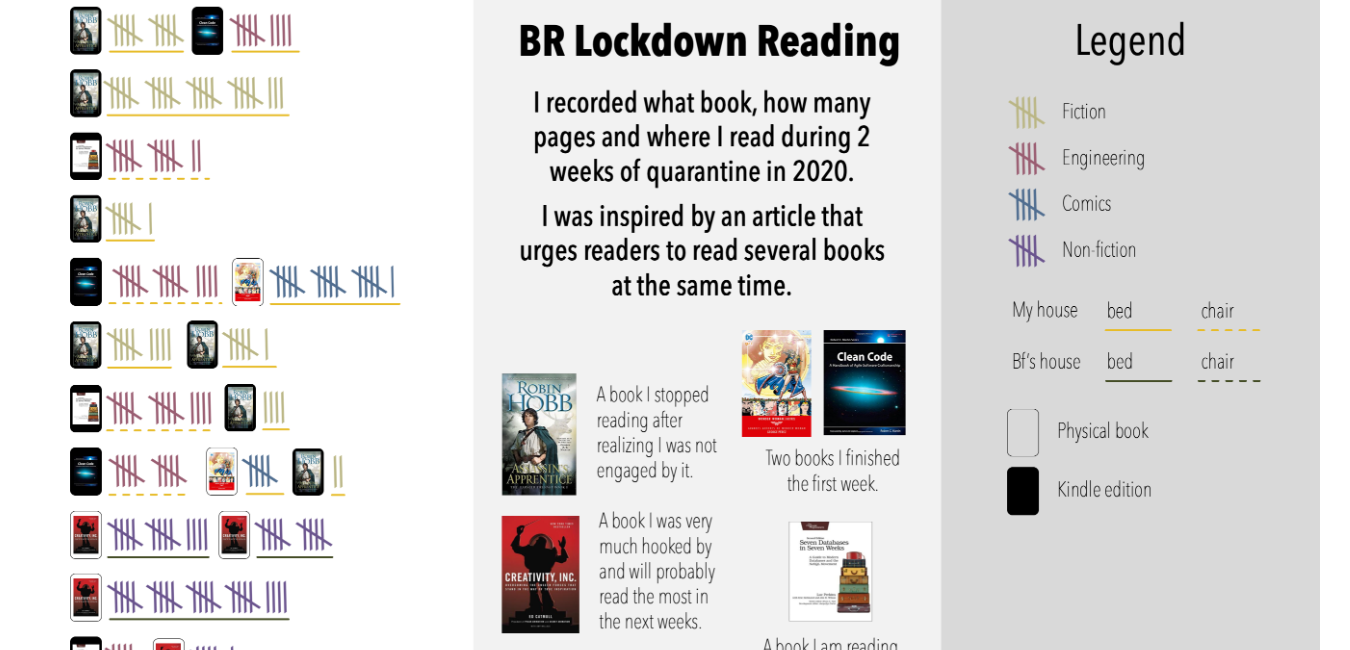 BR Lockdown Reading
I recorded what book, how many
pages and where I read during 2
weeks of quarantine in 2020.
I was inspired by an article that
urges readers to read several books
at the same time.
ROBIN
HOBB
ASSASSIN'S
APPRENTICE
A book I stopped
reading after
realizing I was not
engaged by it.
DC
Clean Code
A Handbook of Agile Software Craftsmanship
Two books I finished
the first week.
CREATIVITY, INC.
ED CATMULL
A book I was very
much hooked by
and will probably
read the most in
the next weeks.
Seven Databases
in Seven Weeks
A book I am reading
Legend
Fiction
Engineering
Comics
Non-fiction
My house bed chair
Bf's house bed chair
Physical book
Kindle edition